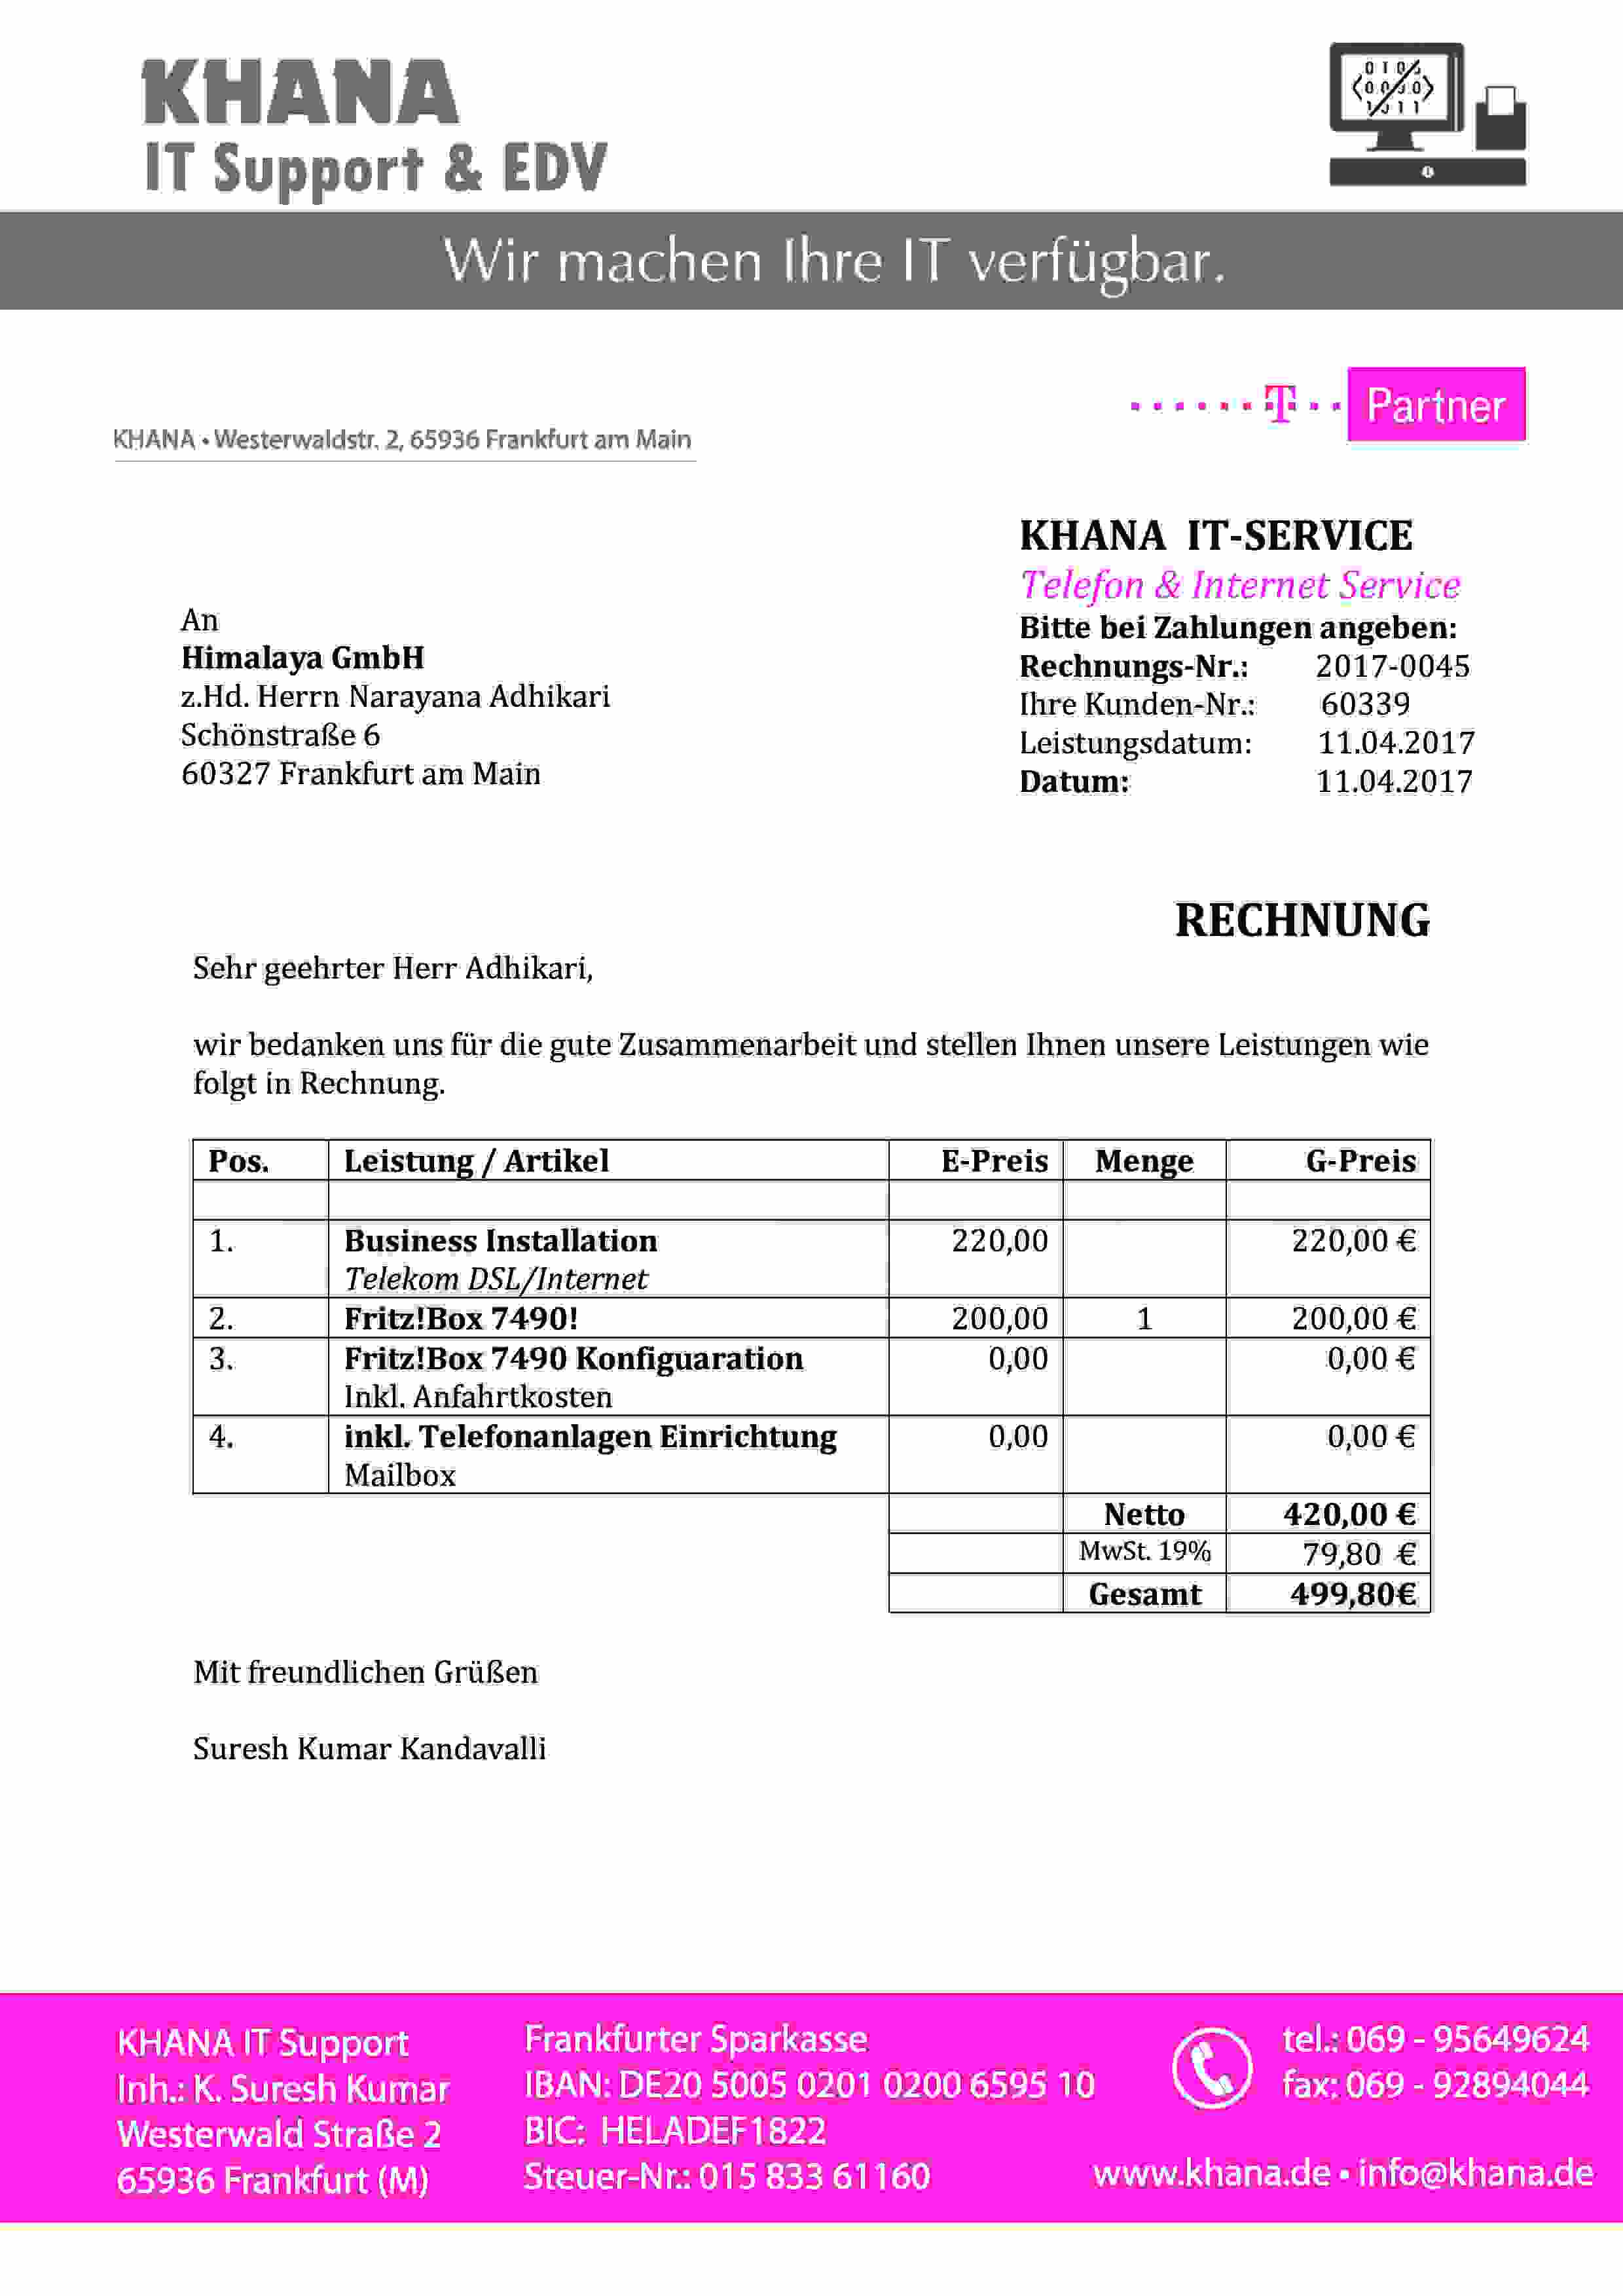 KHANA
IT Support & EDV
Wir machen Ihre IT verfügbar.
T Partner
KHANA • Westerwaldstr. 2, 65936 Frankfurt am Main
KHANA IT-SERVICE
Telefon & Internet Service
Bitte bei Zahlungen angeben:
Rechnungs-Nr.: 2017-0045
Ihre Kunden-Nr.: 60339
Leistungsdatum: 11.04.2017
Datum: 11.04.2017
An
Himalaya GmbH
z.Hd. Herrn Narayana Adhikari
Schönstraße 6
60327 Frankfurt am Main
RECHNUNG
Sehr geehrter Herr Adhikari,
wir bedanken uns für die gute Zusammenarbeit und stellen Ihnen unsere Leistungen wie
folgt in Rechnung.
Pos. Leistung / Artikel E-Preis Menge G-Preis
1. Business Installation 220,00 220,00 €
Telekom DSL/Internet
2. Fritz!Box 7490! 200,00 1 200,00 €
3. Fritz!Box 7490 Konfiguaration 0,00 0,00 €
Inkl. Anfahrtkosten
4. inkl. Telefonanlagen Einrichtung 0,00 0,00 €
Mailbox
Netto 420,00 €
MwSt. 19% 79,80 €
Gesamt 499,80€
Mit freundlichen Grüßen
Suresh Kumar Kandavalli
KHANA IT Support
Inh.: K. Suresh Kumar
Westerwald Straße 2
65936 Frankfurt (M)
Frankfurter Sparkasse
IBAN: DE20 5005 0201 0200 6595 10
BIC: HELADEF1822
Steuer-Nr.: 015 833 61160
tel.: 069 - 95649624
fax: 069 - 92894044
www.khana.de • info@khana.de